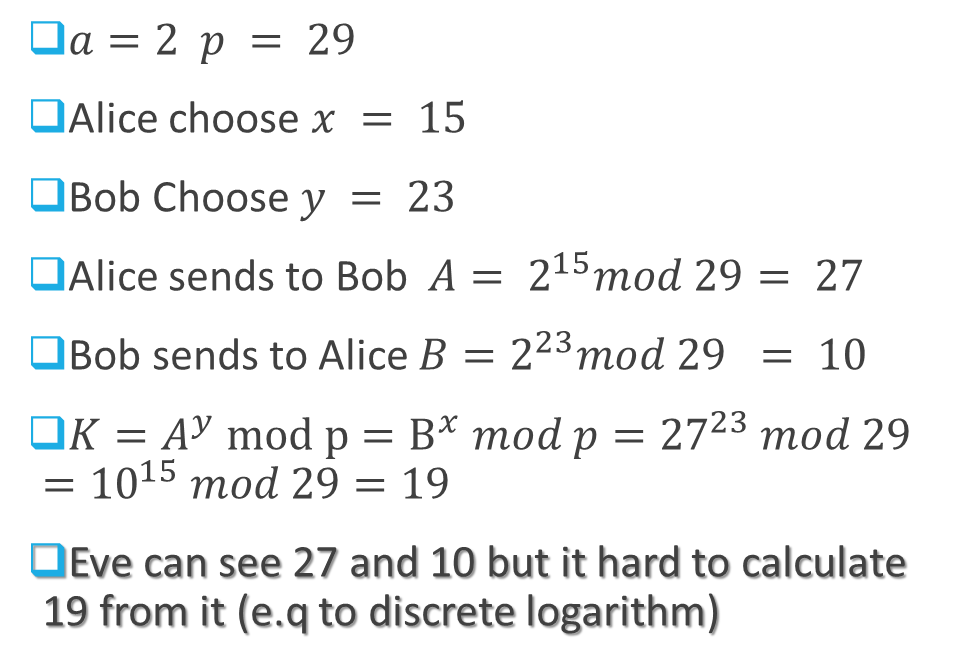 ❑a = 2 p = 29
❑Alice choose x = 15
❑Bob Choose y = 23
❑Alice sends to Bob A = 2^15 mod 29 = 27
❑Bob sends to Alice B = 2^23 mod 29 = 10
❑K = A^y mod p = B^x mod p = 27^23 mod 29
= 10^15 mod 29 = 19
❑Eve can see 27 and 10 but it hard to calculate
19 from it (e.q to discrete logarithm)